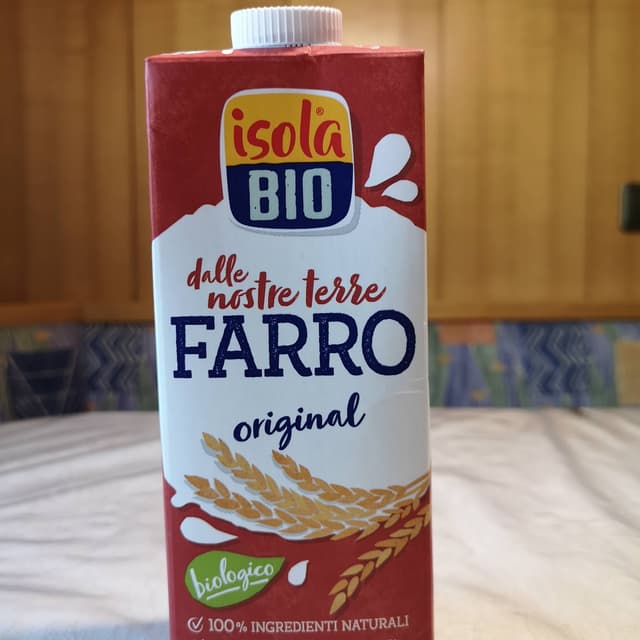 isola®
BIO
dalle
nostre terre
FARRO
original
biologico
100% INGREDIENTI NATURALI